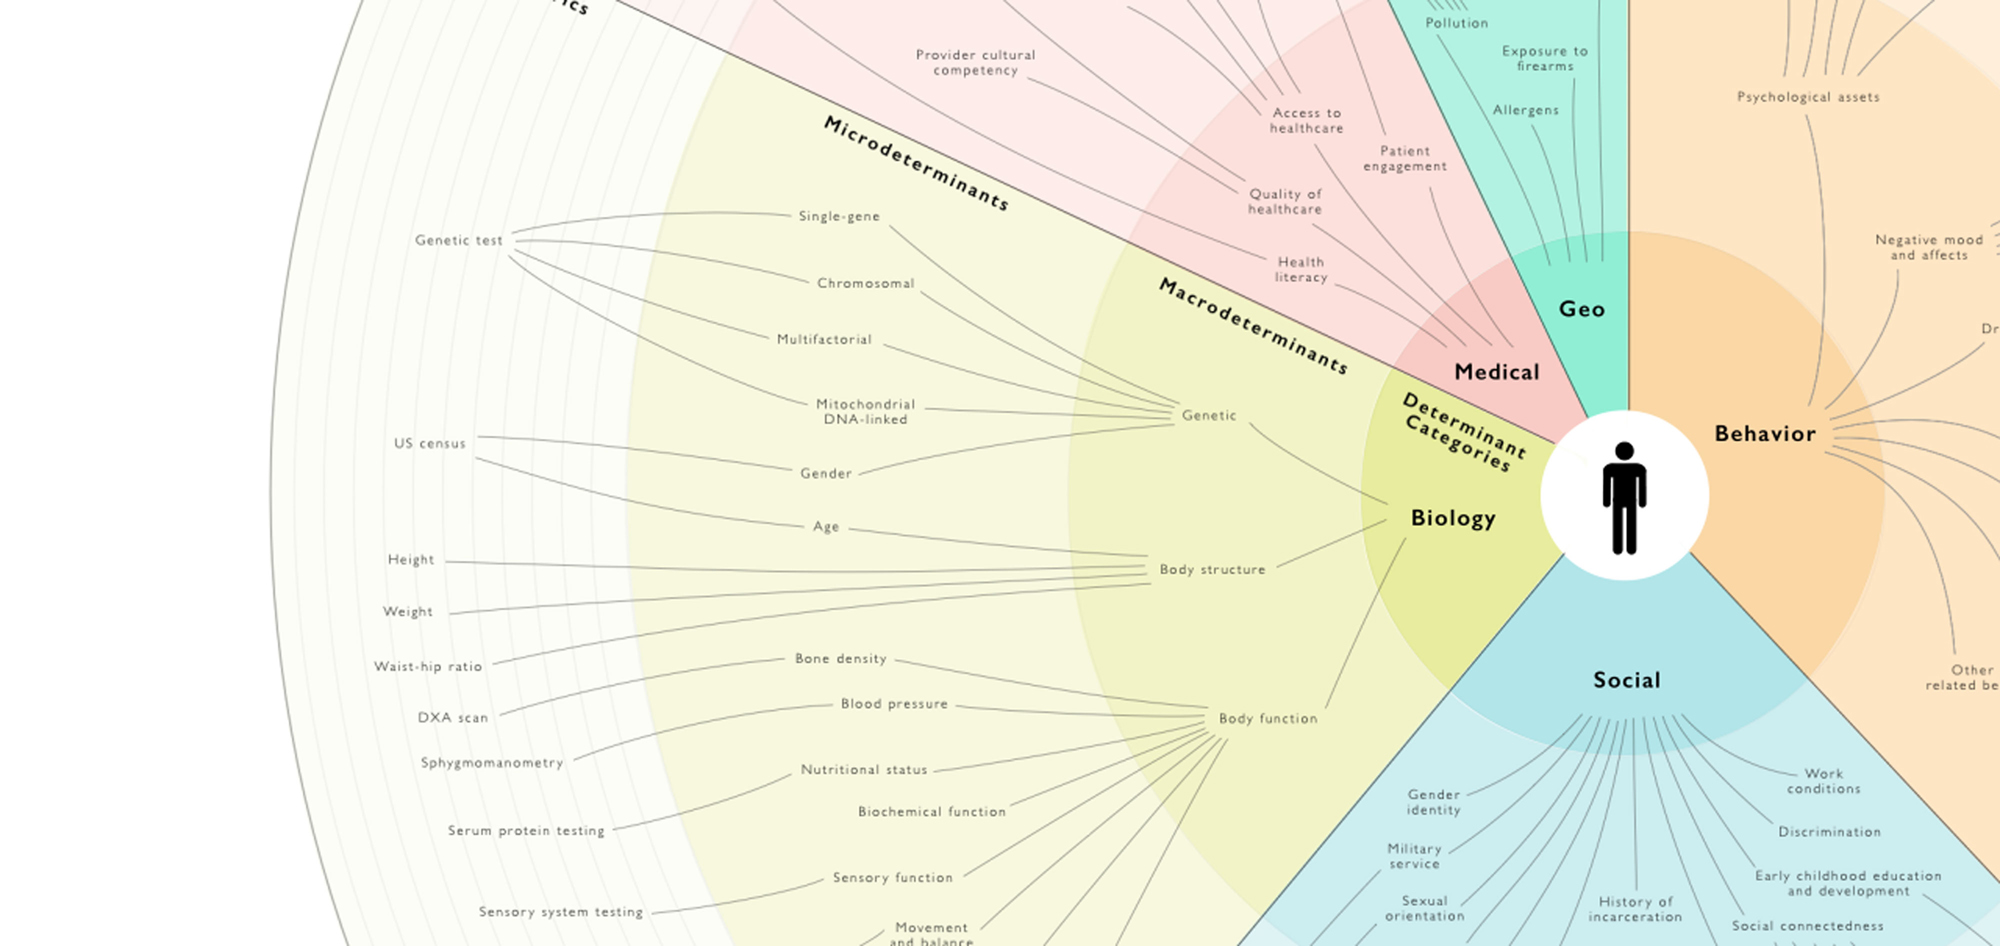 ics
Provider cultural
competency
Microdeterminants
Access to
healthcare
Patient
engagement
Quality of
healthcare
Health
literacy
Macrodeterminants
Medical
Pollution
Exposure to
firearms
Allergens
Geo
Psychological assets
Negative mood
and affects
Dr
Behavior
Other
related be
Determinant
Categories
Biology
Genetic test
Single-gene
Chromosomal
Multifactorial
Mitochondrial
DNA-linked
Genetic
US census
Gender
Age
Height
Body structure
Weight
Waist-hip ratio
Bone density
DXA scan
Blood pressure
Body function
Sphygmomanometry
Nutritional status
Biochemical function
Serum protein testing
Sensory function
Sensory system testing
Movement
and balance
Social
Gender
identity
Work
conditions
Military
service
Discrimination
Early childhood education
and development
Sexual
orientation
History of
incarceration
Social connectedness